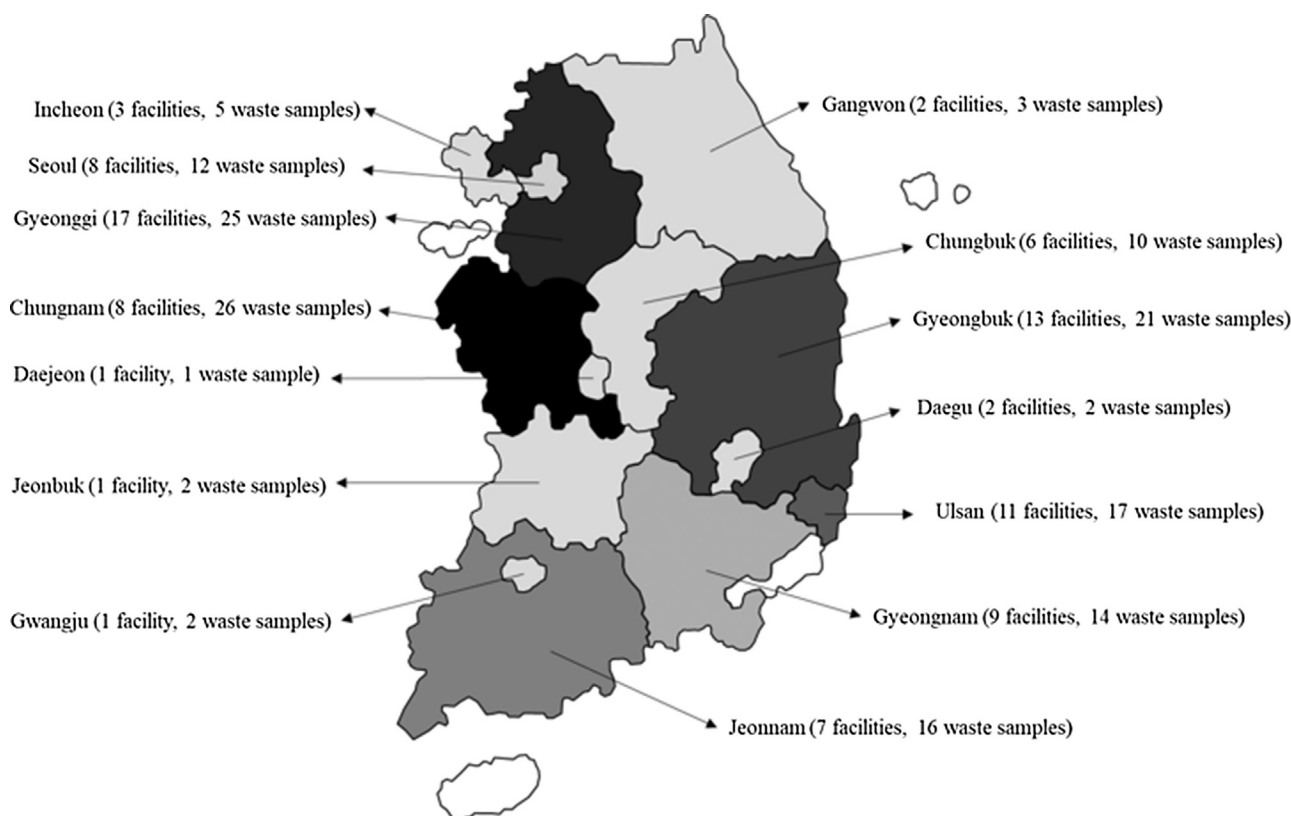 Incheon (3 facilities, 5 waste samples)
Seoul (8 facilities, 12 waste samples)
Gyeonggi (17 facilities, 25 waste samples)
Chungnam (8 facilities, 26 waste samples)
Daejeon (1 facility, 1 waste sample)
Jeonbuk (1 facility, 2 waste samples)
Gwangju (1 facility, 2 waste samples)
Gangwon (2 facilities, 3 waste samples)
Chungbuk (6 facilities, 10 waste samples)
Gyeongbuk (13 facilities, 21 waste samples)
Daegu (2 facilities, 2 waste samples)
Ulsan (11 facilities, 17 waste samples)
Gyeongnam (9 facilities, 14 waste samples)
Jeonnam (7 facilities, 16 waste samples)